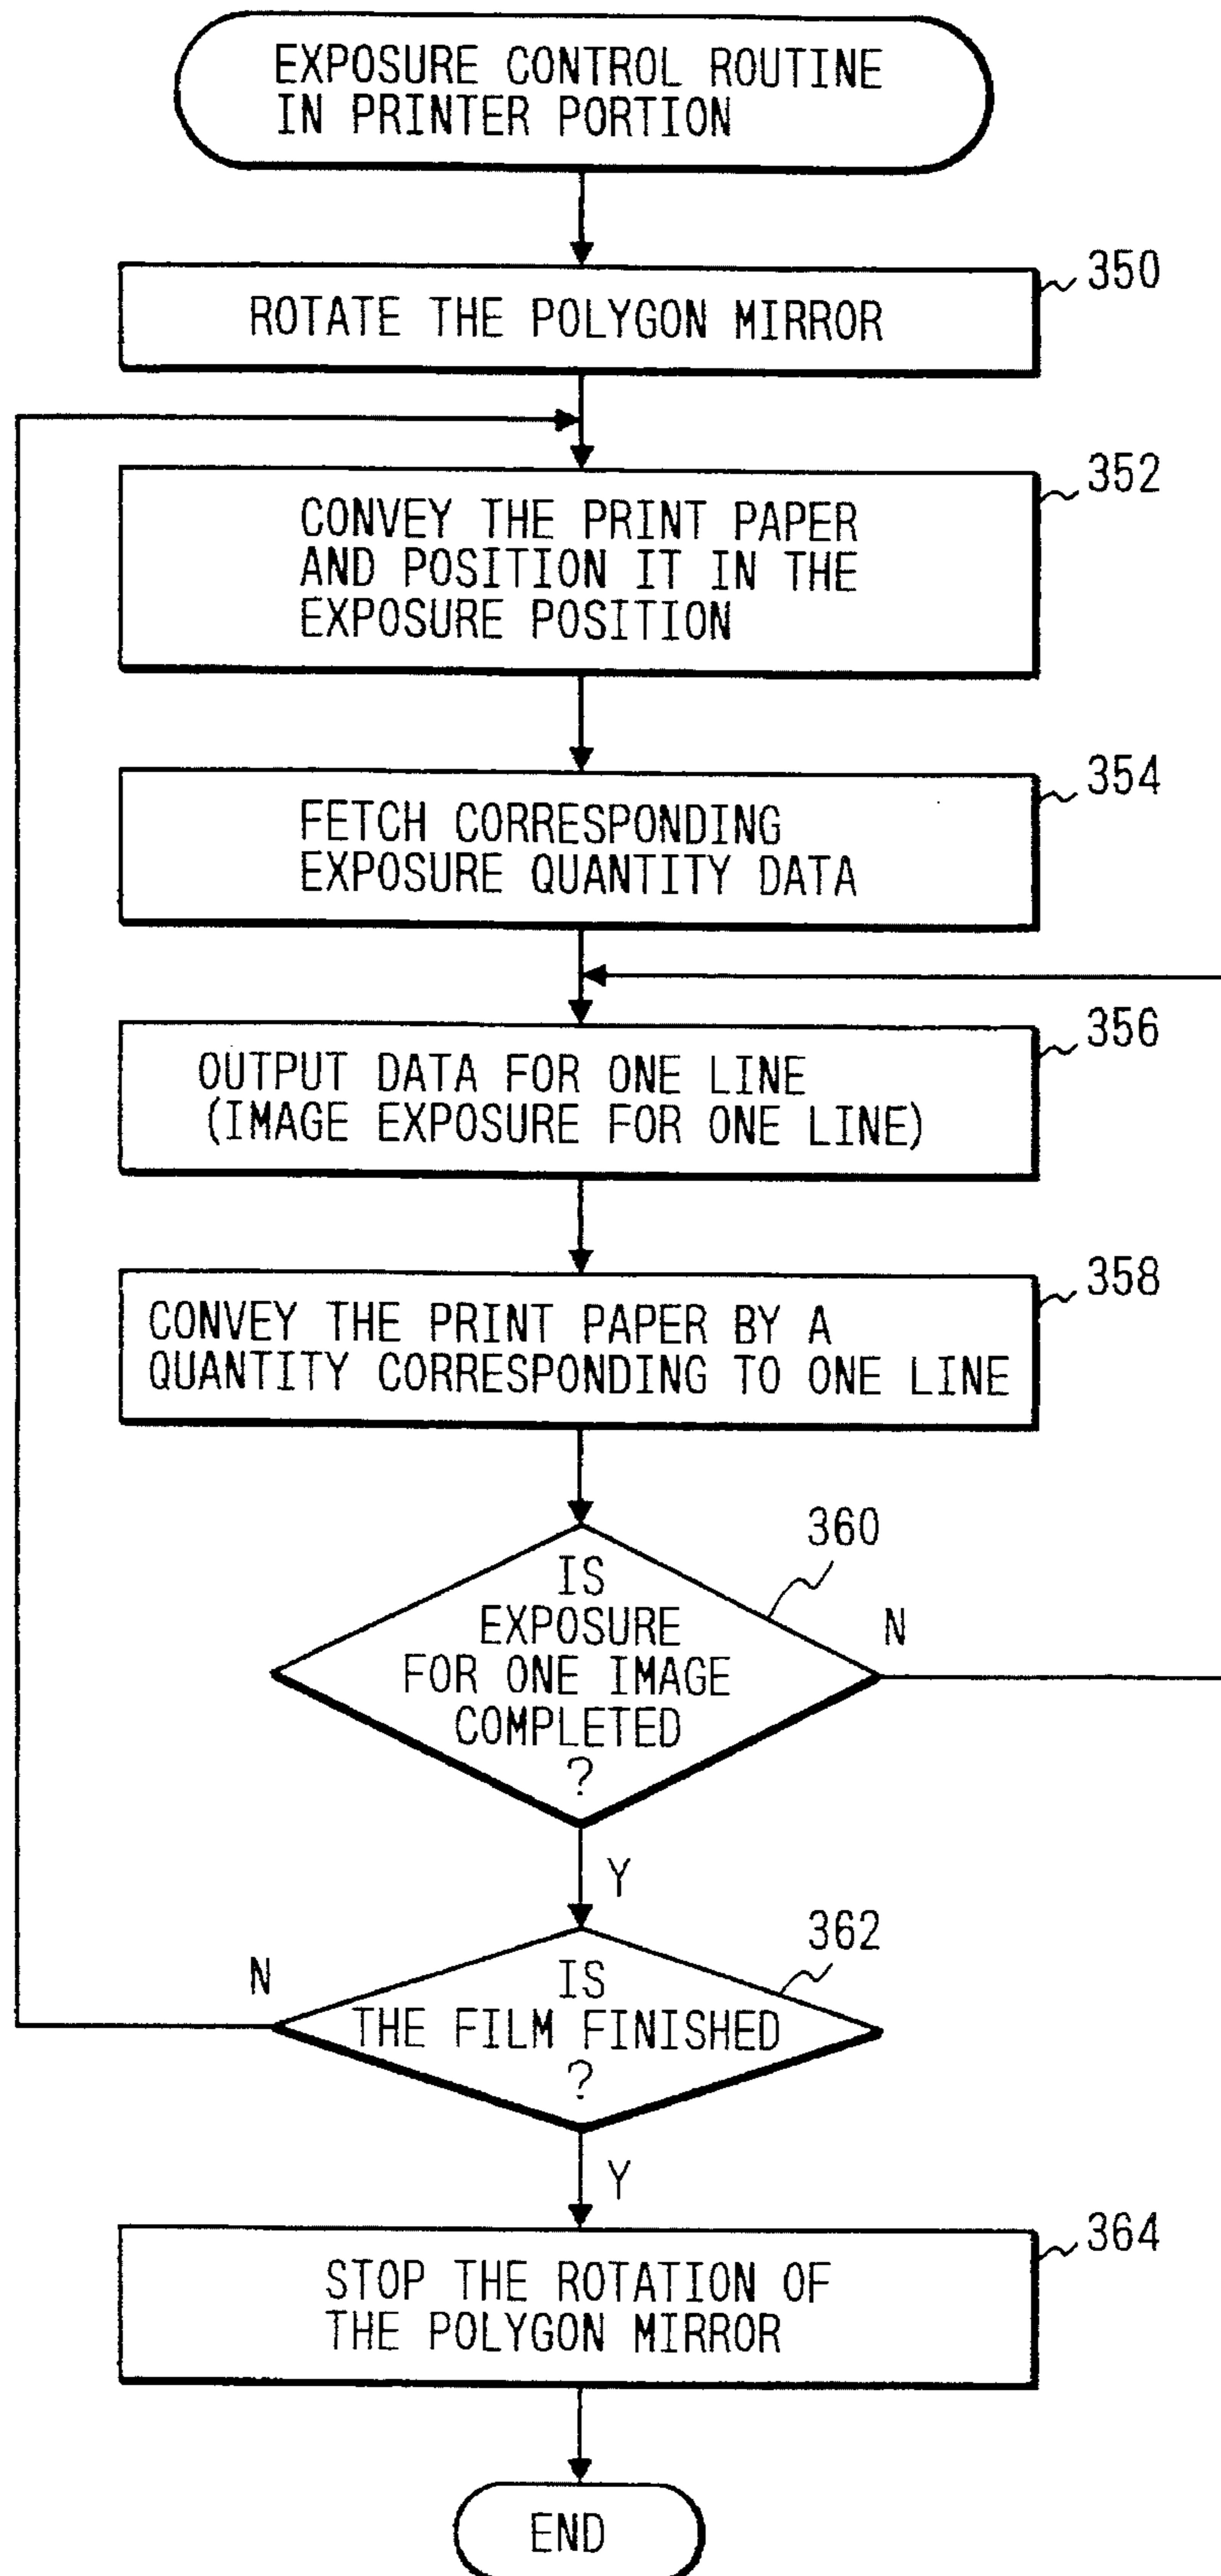 EXPOSURE CONTROL ROUTINE
IN PRINTER PORTION
350
ROTATE THE POLYGON MIRROR
352
CONVEY THE PRINT PAPER
AND POSITION IT IN THE
EXPOSURE POSITION
354
FETCH CORRESPONDING
EXPOSURE QUANTITY DATA
356
OUTPUT DATA FOR ONE LINE
(IMAGE EXPOSURE FOR ONE LINE)
358
CONVEY THE PRINT PAPER BY A
QUANTITY CORRESPONDING TO ONE LINE
360
IS
EXPOSURE
FOR ONE IMAGE
COMPLETED
?
N
Y
362
N
IS
THE FILM FINISHED
?
Y
364
STOP THE ROTATION OF
THE POLYGON MIRROR
END